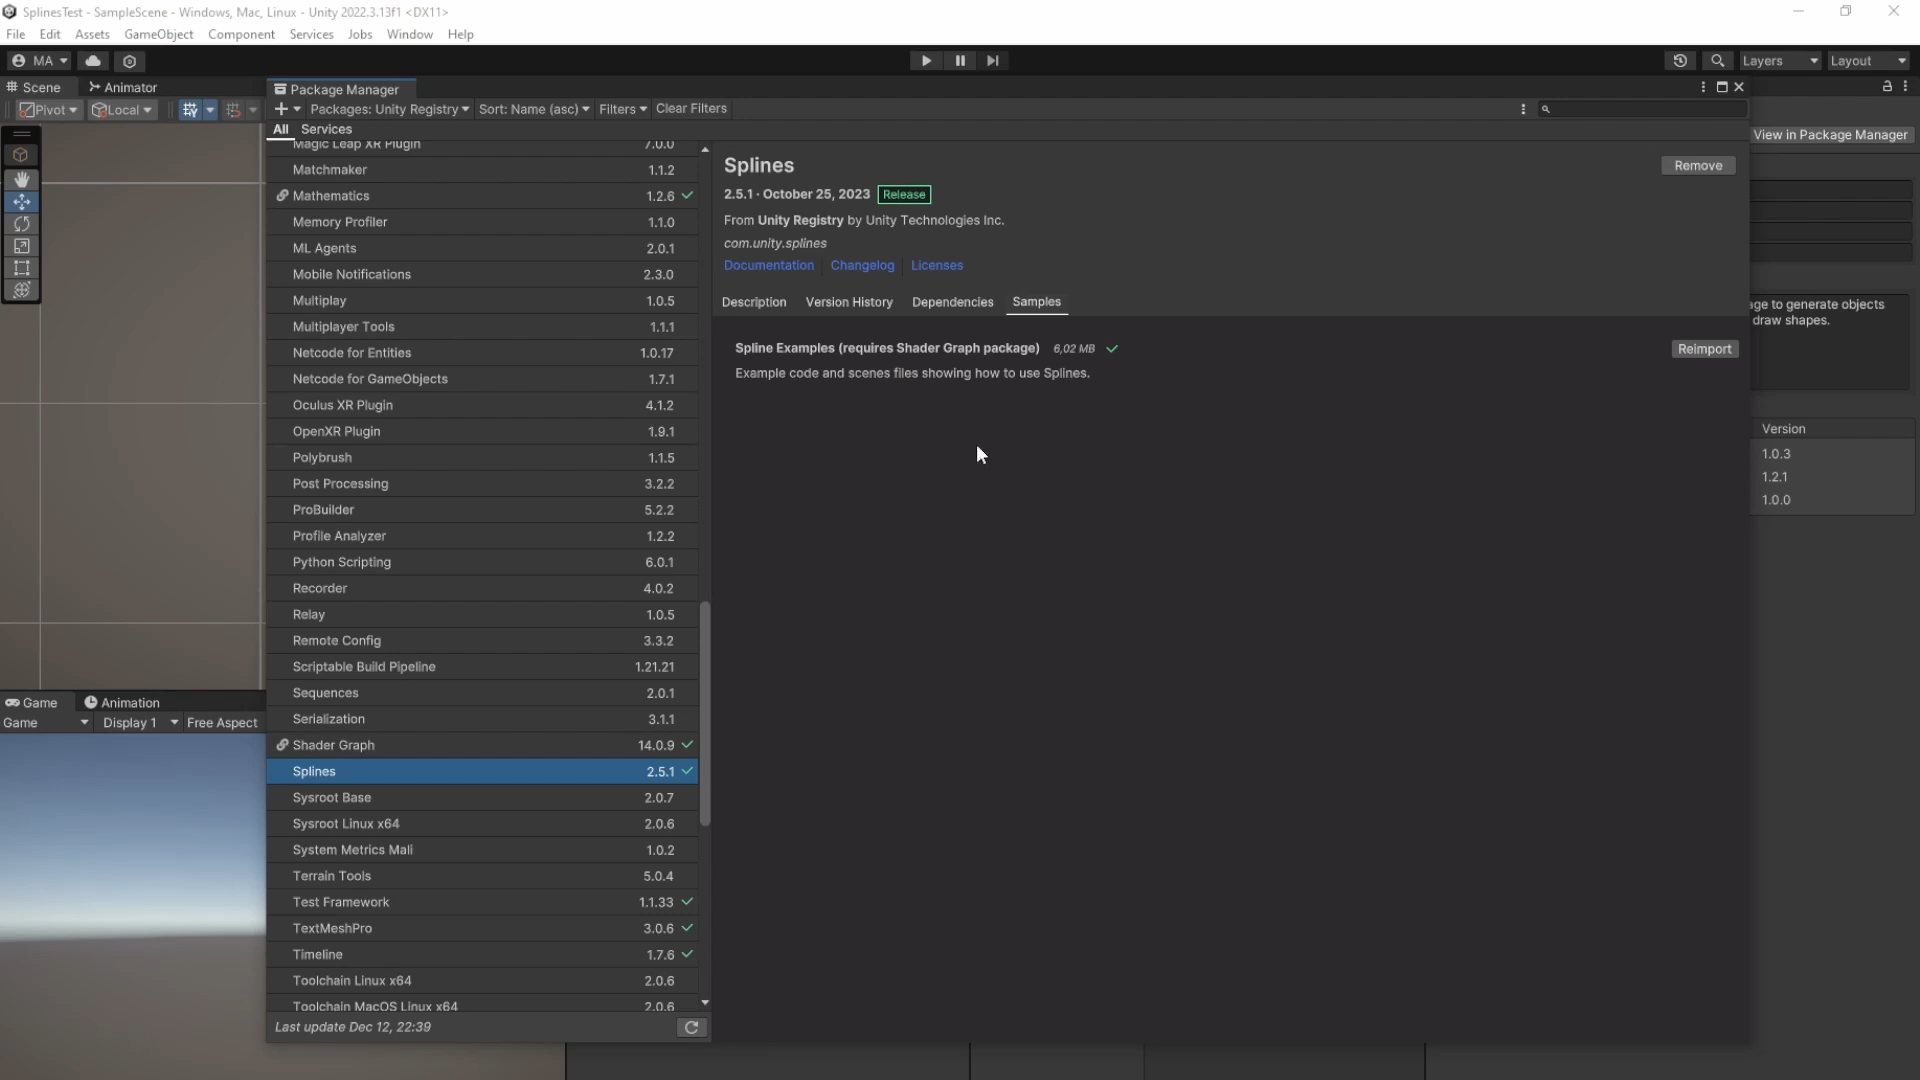 SplinesTest - SampleScene - Windows, Mac, Linux - Unity 2022.3.13f1 <DX11>
File Edit Assets GameObject Component Services Jobs Window Help
MA Layers Layout
Scene Animator
Pivot Local
Package Manager
Packages: Unity Registry Sort: Name (asc) Filters Clear Filters
All Services
Magic Leap XR Plugin 7.0.0
Matchmaker 1.1.2
Mathematics 1.2.6
Memory Profiler 1.1.0
ML Agents 2.0.1
Mobile Notifications 2.3.0
Multiplay 1.0.5
Multiplayer Tools 1.1.1
Netcode for Entities 1.0.17
Netcode for GameObjects 1.7.1
Oculus XR Plugin 4.1.2
OpenXR Plugin 1.9.1
Polybrush 1.1.5
Post Processing 3.2.2
ProBuilder 5.2.2
Profile Analyzer 1.2.2
Python Scripting 6.0.1
Recorder 4.0.2
Relay 1.0.5
Remote Config 3.3.2
Scriptable Build Pipeline 1.21.21
Sequences 2.0.1
Serialization 3.1.1
Shader Graph 14.0.9
Splines 2.5.1
Sysroot Base 2.0.7
Sysroot Linux x64 2.0.6
System Metrics Mali 1.0.2
Terrain Tools 5.0.4
Test Framework 1.1.33
TextMeshPro 3.0.6
Timeline 1.7.6
Toolchain Linux x64 2.0.6
Toolchain MacOS Linux x64 2.0.6
Last update Dec 12, 22:39
Splines
Remove
2.5.1 · October 25, 2023 Release
From Unity Registry by Unity Technologies Inc.
com.unity.splines
Documentation Changelog Licenses
Description Version History Dependencies Samples
Spline Examples (requires Shader Graph package) 6,02 MB
Reimport
Example code and scenes files showing how to use Splines.
View in Package Manager
age to generate objects
draw shapes.
Version
1.0.3
1.2.1
1.0.0
Game Animation
Game Display 1 Free Aspect